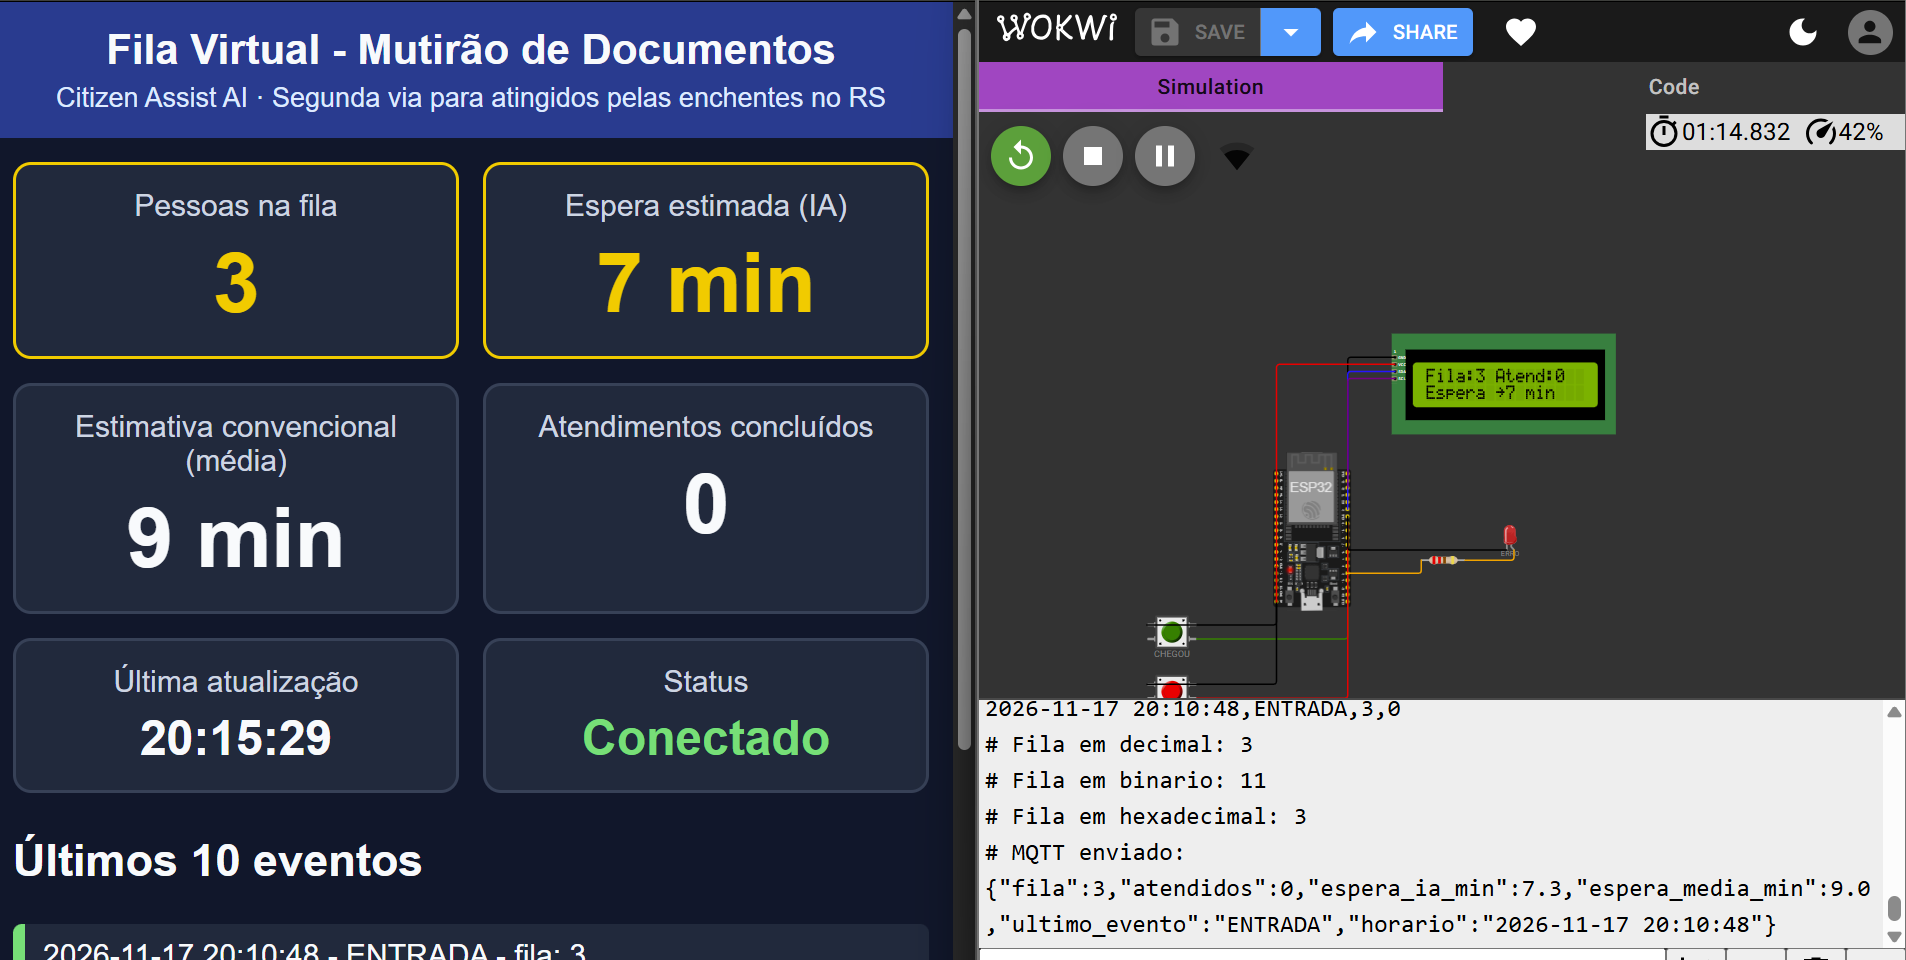 Fila Virtual - Mutirão de Documentos
Citizen Assist AI · Segunda via para atingidos pelas enchentes no RS
Pessoas na fila
3
Espera estimada (IA)
7 min
Estimativa convencional
(média)
9 min
Atendimentos concluídos
0
Última atualização
20:15:29
Status
Conectado
Últimos 10 eventos
2026-11-17 20:10:48 - ENTRADA - fila: 3
WOKWi
SAVE
SHARE
Simulation
Code
01:14.832
42%
Fila:3 Atend:0
Espera →7 min
ESP32
ERRO
CHEGOU
2026-11-17 20:10:48,ENTRADA,3,0
# Fila em decimal: 3
# Fila em binario: 11
# Fila em hexadecimal: 3
# MQTT enviado:
{"fila":3,"atendidos":0,"espera_ia_min":7.3,"espera_media_min":9.0
,"ultimo_evento":"ENTRADA","horario":"2026-11-17 20:10:48"}